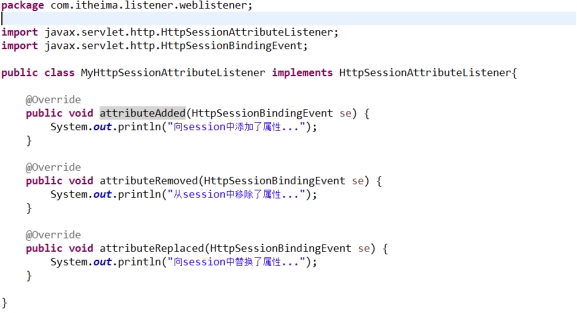 package com.itheima.listener.weblistener;
import javax.servlet.http.HttpSessionAttributeListener;
import javax.servlet.http.HttpSessionBindingEvent;
public class MyHttpSessionAttributeListener implements HttpSessionAttributeListener{
@Override
public void attributeAdded(HttpSessionBindingEvent se) {
System.out.println("向session中添加了属性...");
}
@Override
public void attributeRemoved(HttpSessionBindingEvent se) {
System.out.println("从session中移除了属性...");
}
@Override
public void attributeReplaced(HttpSessionBindingEvent se) {
System.out.println("向session中替换了属性...");
}
}